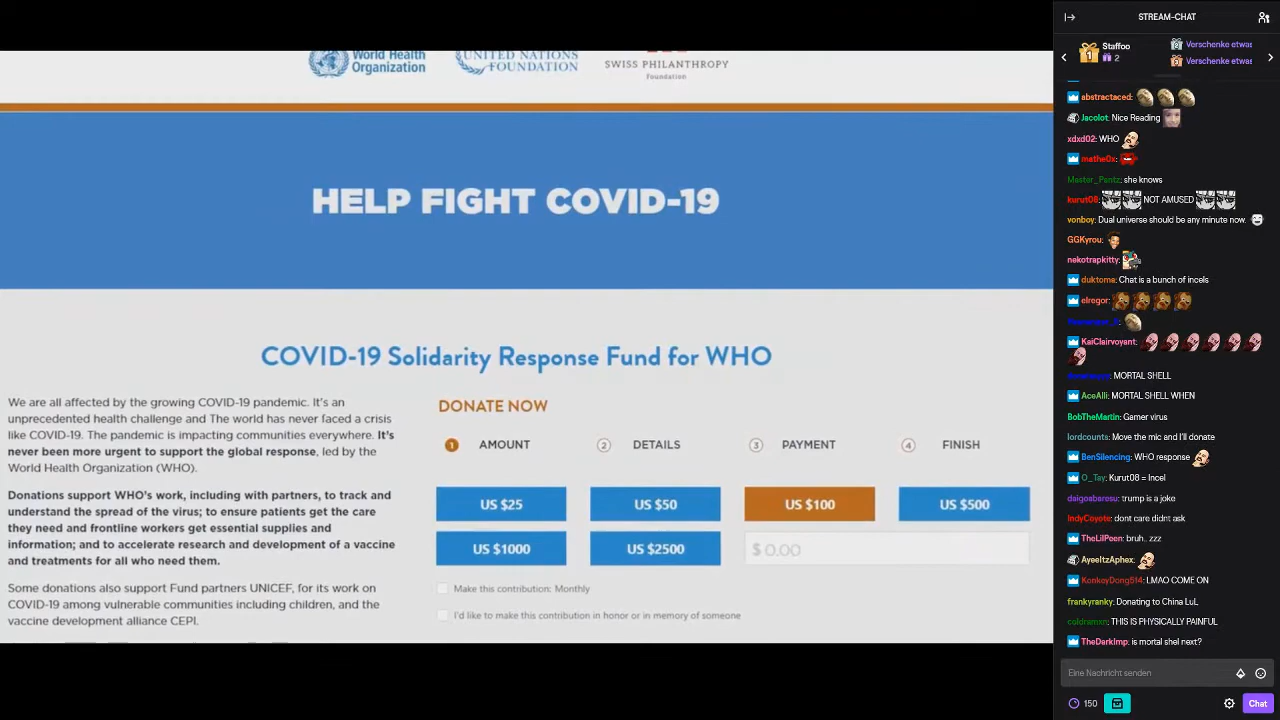 World Health
Organization
UNITED NATIONS
FOUNDATION
SWISS PHILANTHROPY
Foundation
HELP FIGHT COVID-19
COVID-19 Solidarity Response Fund for WHO
We are all affected by the growing COVID-19 pandemic. It's an
unprecedented health challenge and The world has never faced a crisis
like COVID-19. The pandemic is impacting communities everywhere. It's
never been more urgent to support the global response, led by the
World Health Organization (WHO).
Donations support WHO's work, including with partners, to track and
understand the spread of the virus; to ensure patients get the care
they need and frontline workers get essential supplies and
information; and to accelerate research and development of a vaccine
and treatments for all who need them.
Some donations also support Fund partners UNICEF, for its work on
COVID-19 among vulnerable communities including children, and the
vaccine development alliance CEPI.
DONATE NOW
1 AMOUNT
2 DETAILS
3 PAYMENT
4 FINISH
US $25
US $50
US $100
US $500
US $1000
US $2500
$ 0.00
Make this contribution: Monthly
I'd like to make this contribution in honor or in memory of someone
STREAM-CHAT
1
Staffoo
2
Verschenke etwas
Verschenke etwas
abstractaced:
Jacolot: Nice Reading
xdxd02: WHO
mathe0x:
Master_Pantz: she knows
kurut08: NOT AMUSED
vonboy: Dual universe should be any minute now.
GGKyrou:
nekotrapkitty:
duktoms: Chat is a bunch of incels
elregor:
KaiClairvoyant:
MORTAL SHELL
AceAlli: MORTAL SHELL WHEN
BobTheMartin: Gamer virus
lordcounts: Move the mic and I'll donate
BenSilencing: WHO response
O_Tay: Kurut08 = Incel
daigoabarosu: trump is a joke
IndyCoyote: dont care didnt ask
TheLilPeen: bruh.. zzz
AyeeItzAphex:
KonkeyDong514: LMAO COME ON
frankyranky: Donating to China LuL
THIS IS PHYSICALLY PAINFUL
TheDarkImp: is mortal shel next?
Eine Nachricht senden
150
Chat